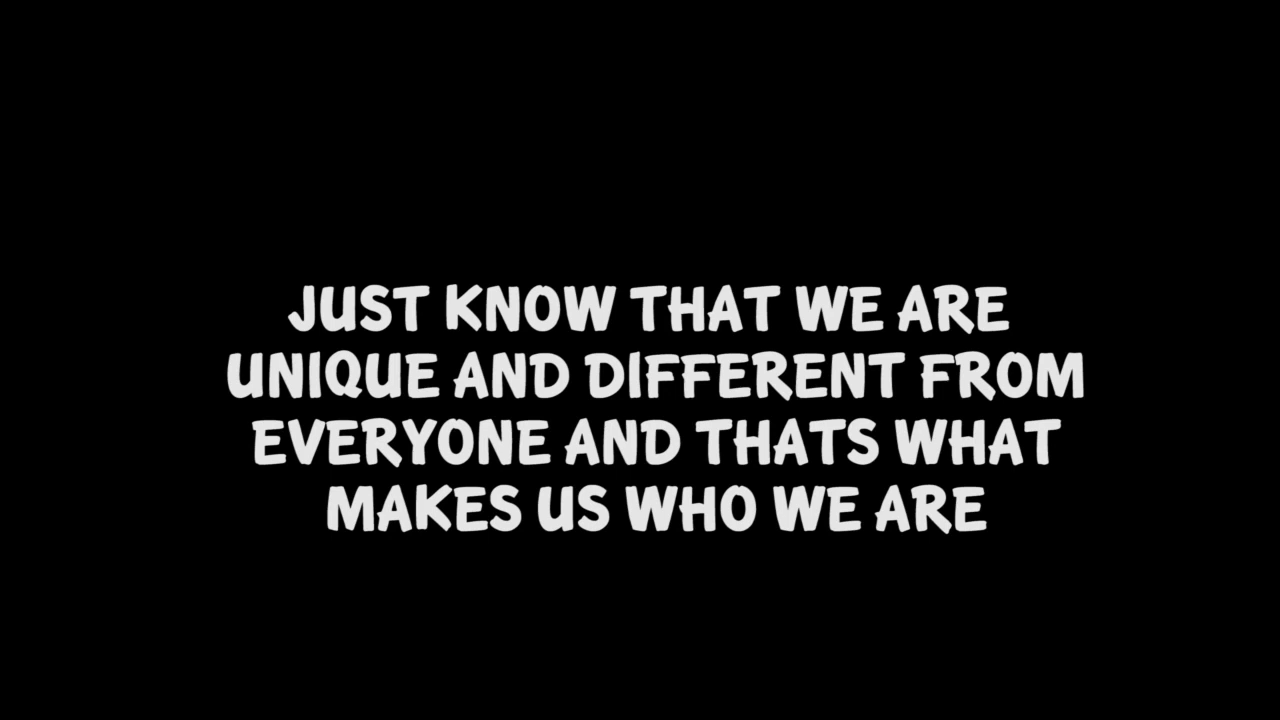 JUST KNOW THAT WE ARE
UNIQUE AND DIFFERENT FROM
EVERYONE AND THATS WHAT
MAKES US WHO WE ARE